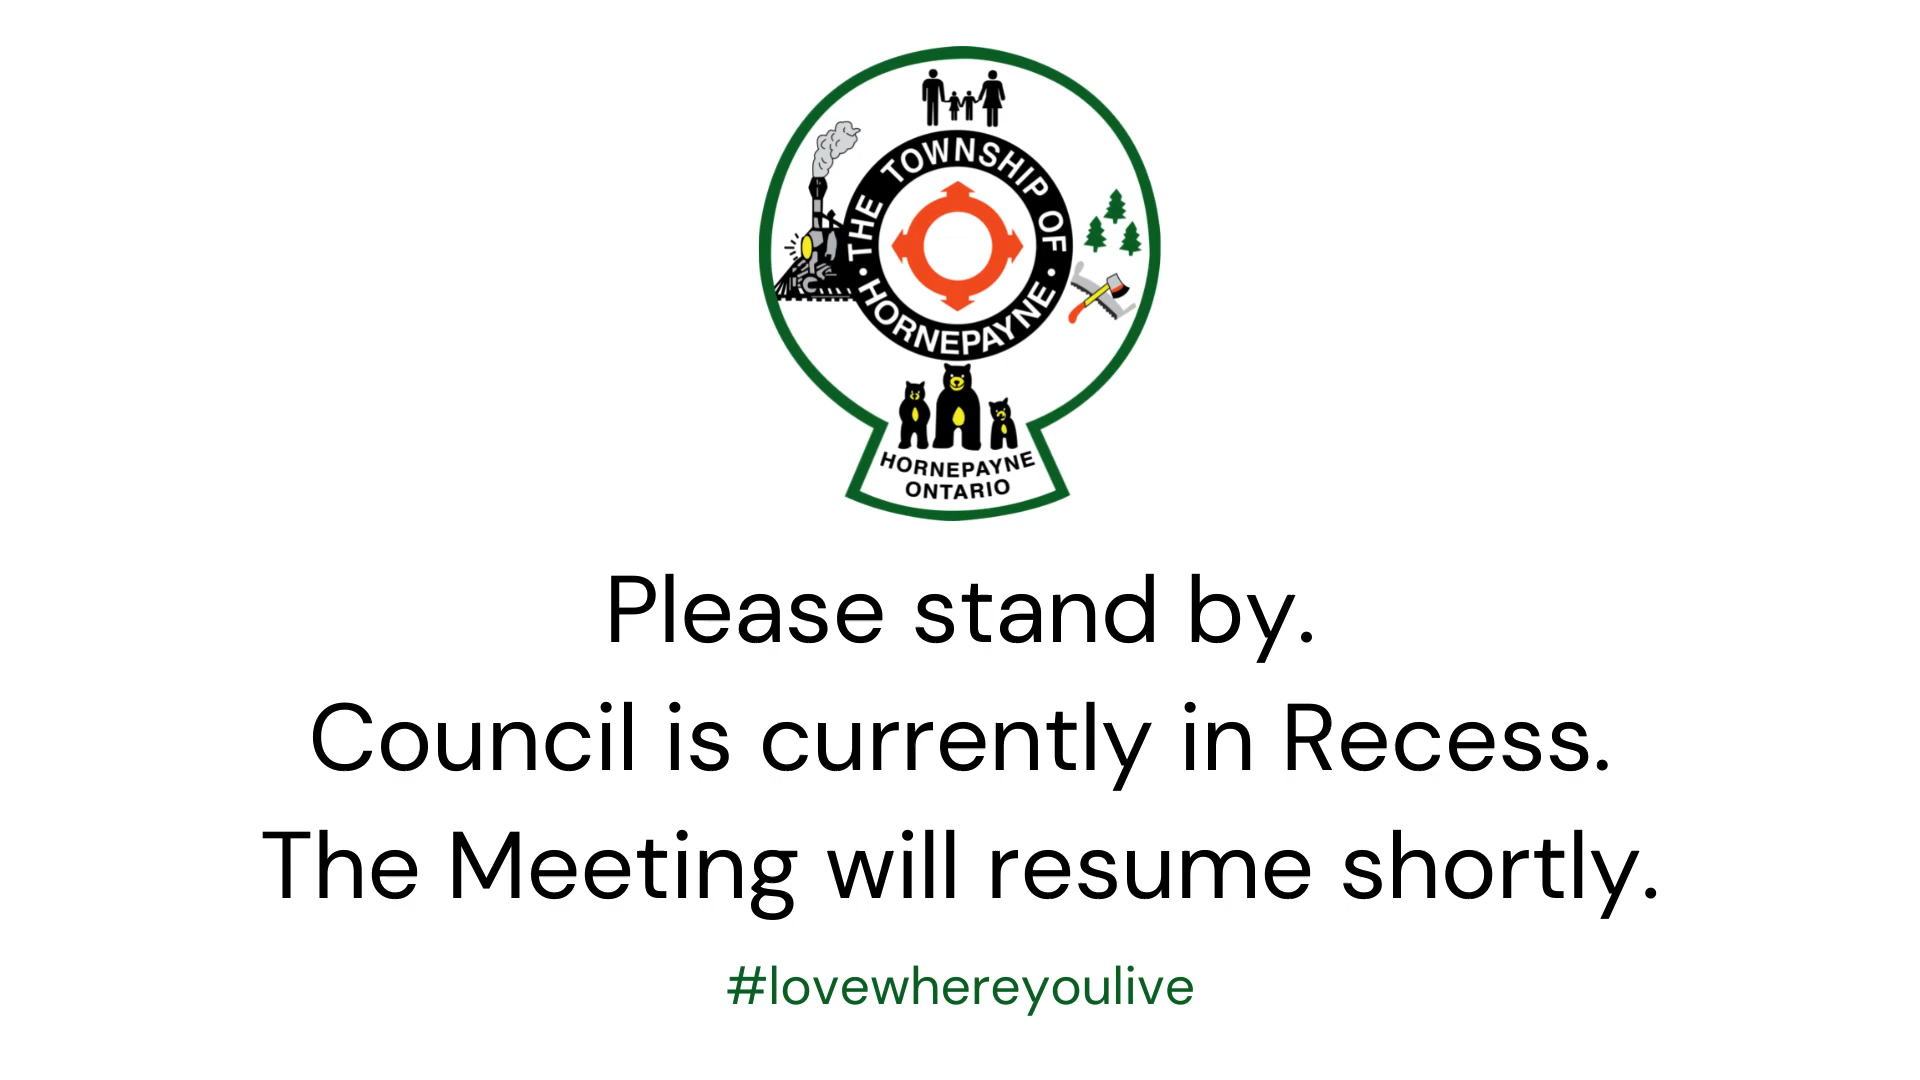 THE TOWNSHIP OF
• HORNEPAYNE •
HORNEPAYNE
ONTARIO
Please stand by.
Council is currently in Recess.
The Meeting will resume shortly.
#lovewhereyoulive